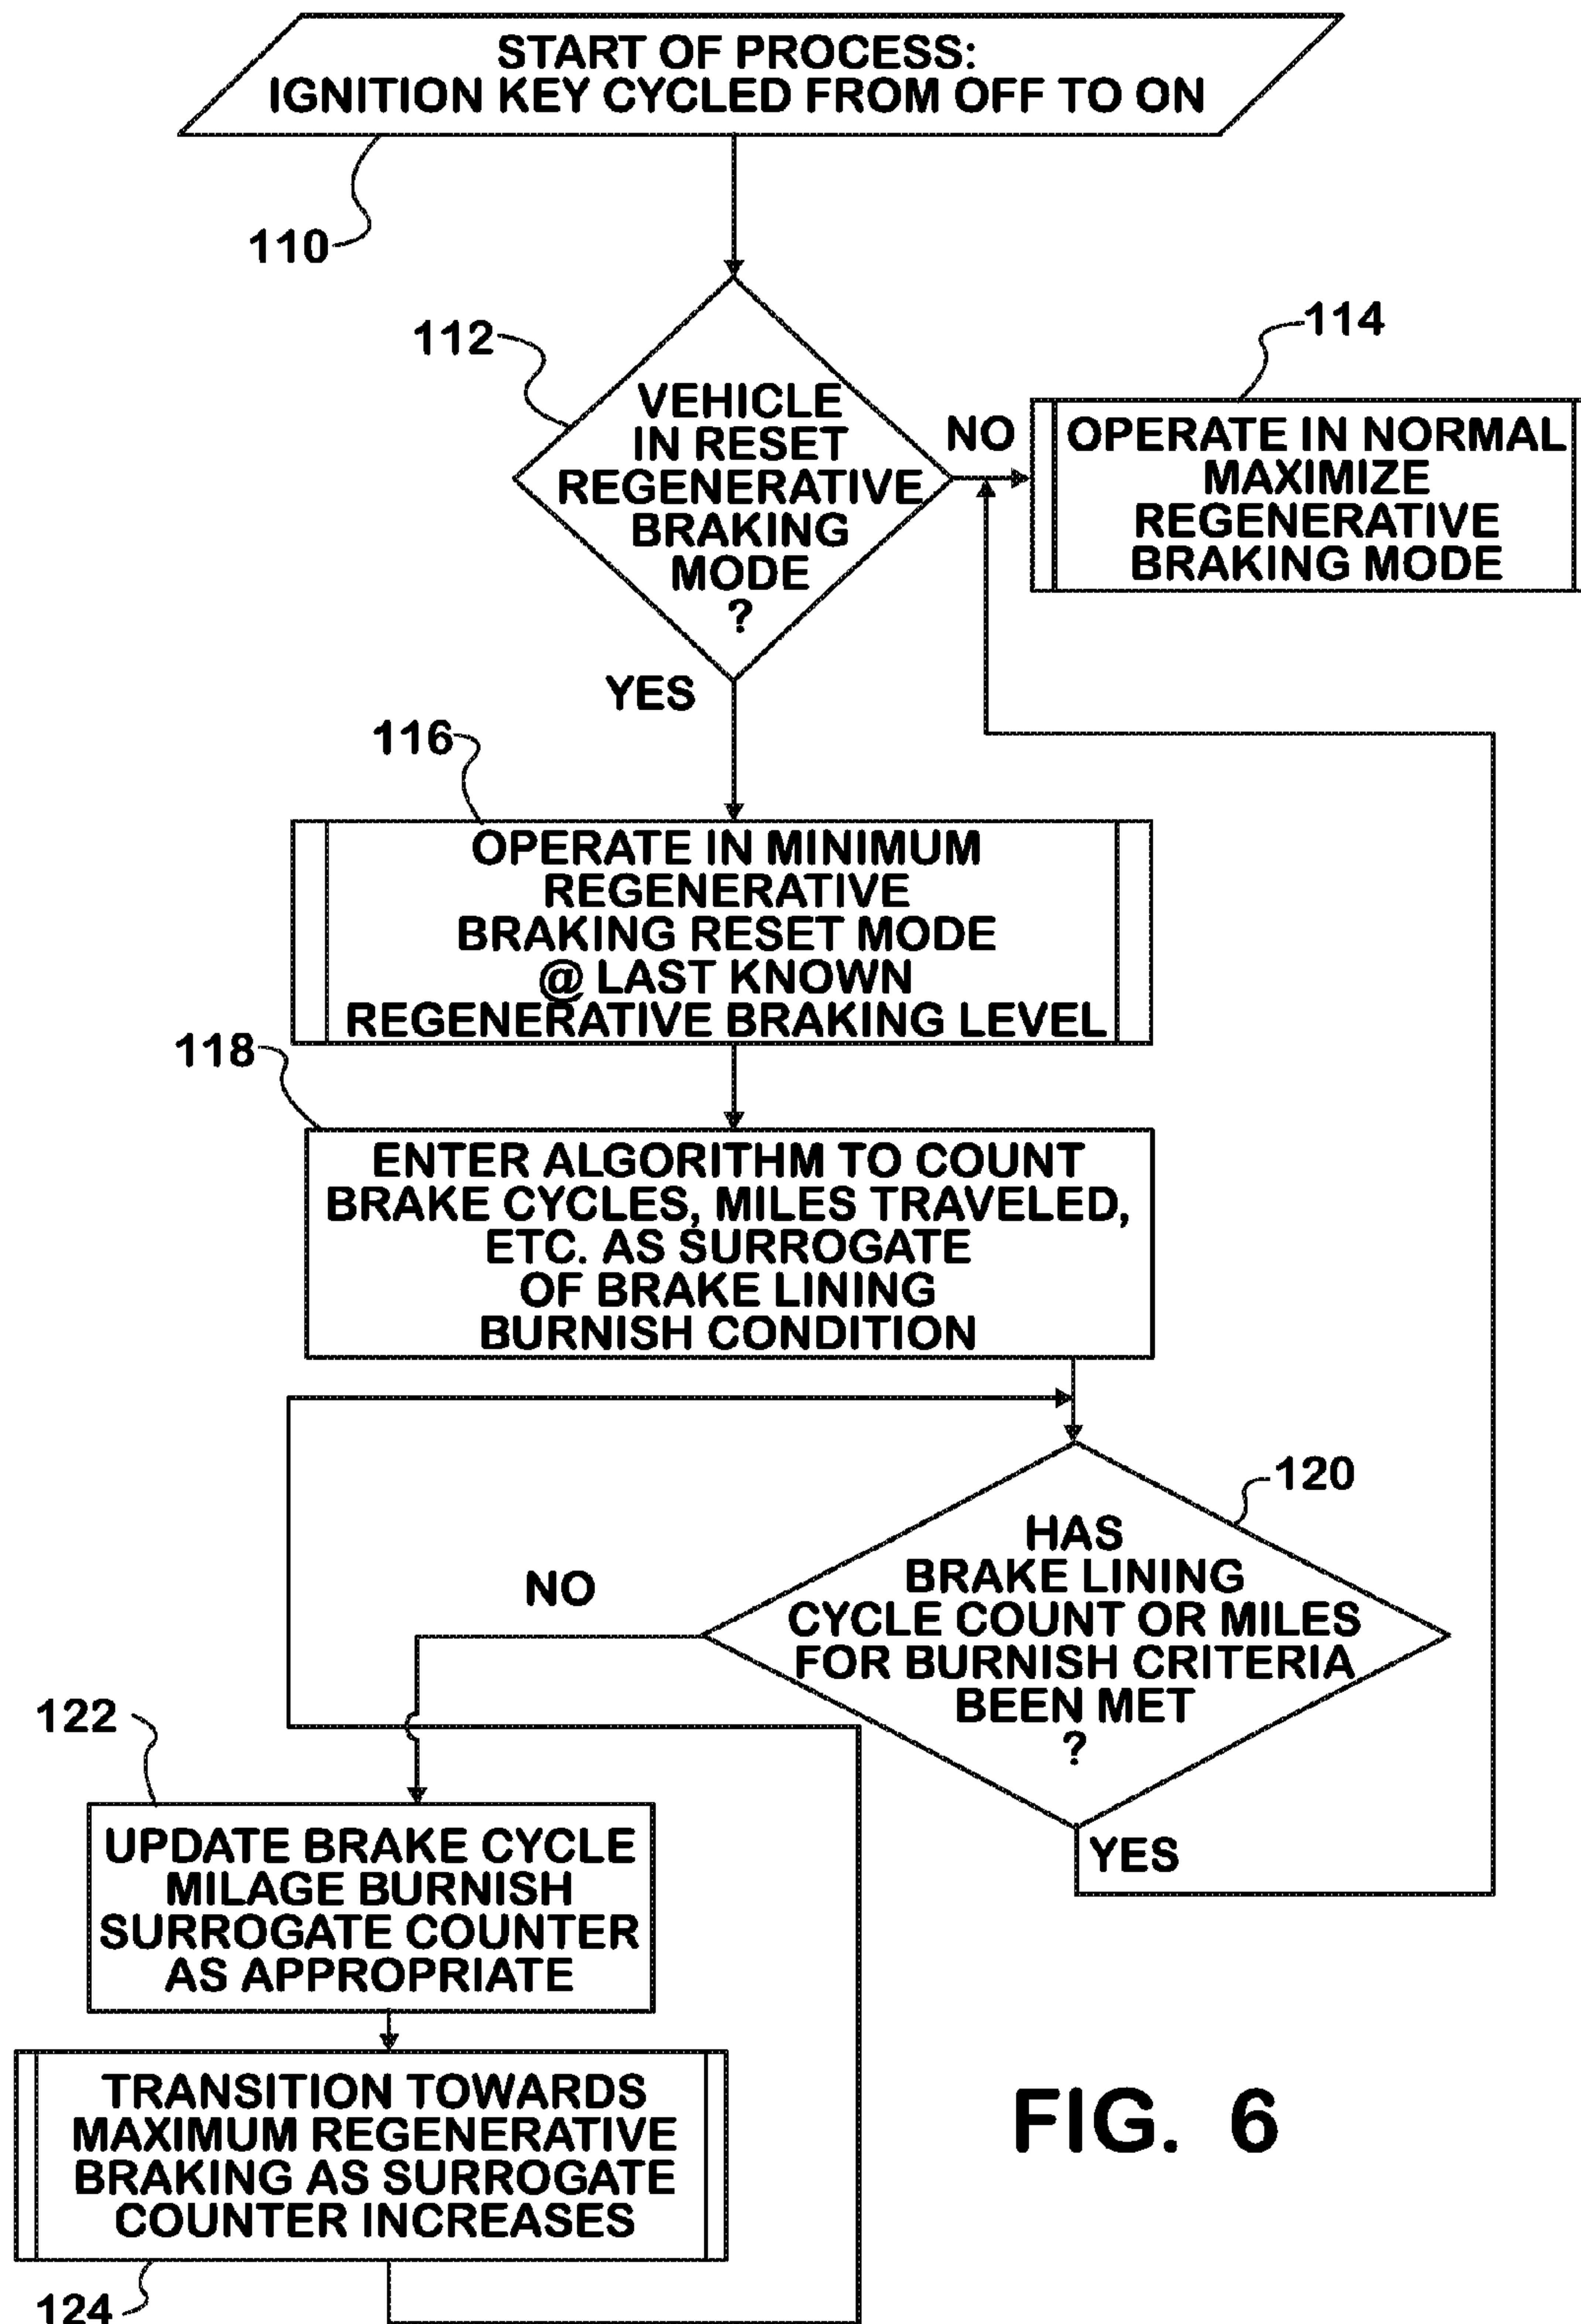 START OF PROCESS:
IGNITION KEY CYCLED FROM OFF TO ON
110
112
VEHICLE
IN RESET
REGENERATIVE
BRAKING
MODE
?
NO
114
OPERATE IN NORMAL
MAXIMIZE
REGENERATIVE
BRAKING MODE
YES
116
OPERATE IN MINIMUM
REGENERATIVE
BRAKING RESET MODE
@ LAST KNOWN
REGENERATIVE BRAKING LEVEL
118
ENTER ALGORITHM TO COUNT
BRAKE CYCLES, MILES TRAVELED,
ETC. AS SURROGATE
OF BRAKE LINING
BURNISH CONDITION
120
HAS
BRAKE LINING
CYCLE COUNT OR MILES
FOR BURNISH CRITERIA
BEEN MET
?
NO
YES
122
UPDATE BRAKE CYCLE
MILAGE BURNISH
SURROGATE COUNTER
AS APPROPRIATE
TRANSITION TOWARDS
MAXIMUM REGENERATIVE
BRAKING AS SURROGATE
COUNTER INCREASES
124
FIG. 6